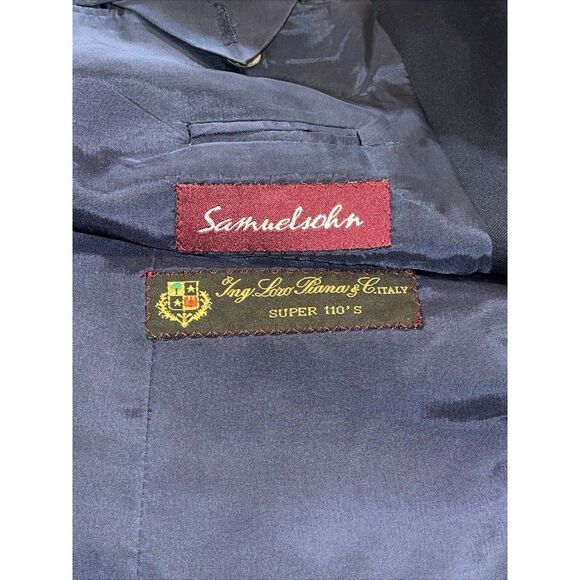 Samuelsohn
Ing. Loro Piana & C. ITALY
SUPER 110'S